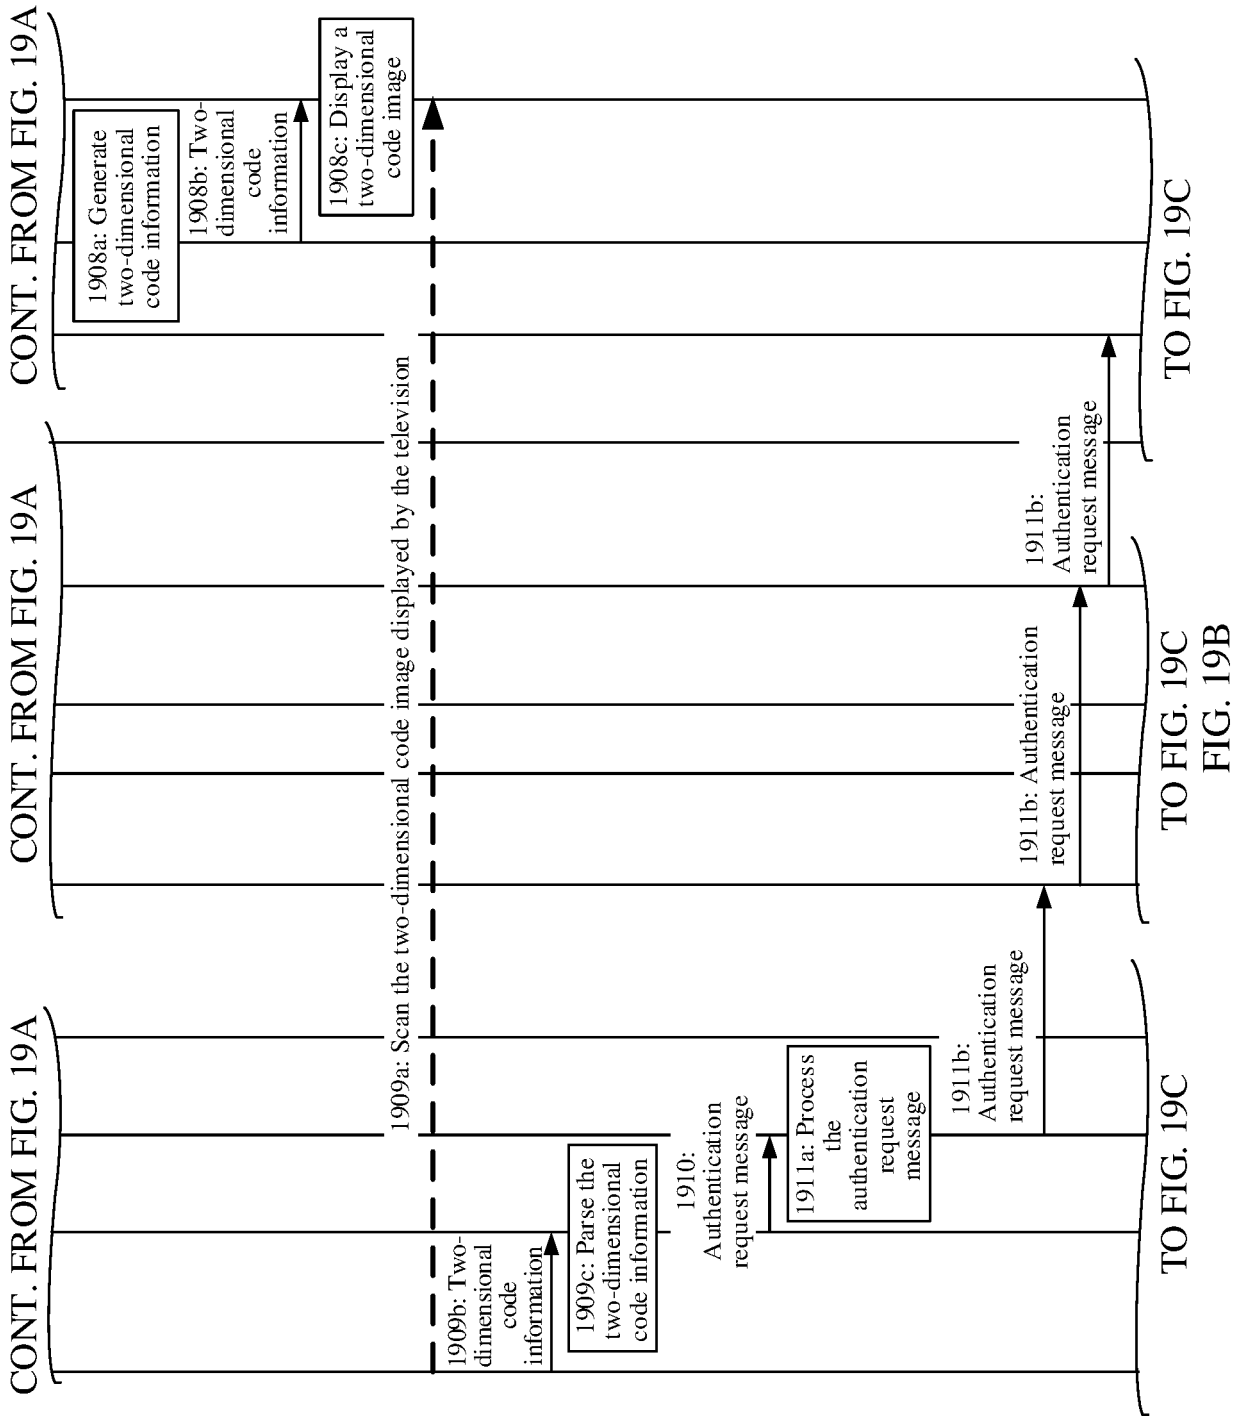 CONT. FROM FIG. 19A
CONT. FROM FIG. 19A
CONT. FROM FIG. 19A
1908a: Generate
two-dimensional
code information
1908b: Two-
dimensional
code
information
1908c: Display a
two-dimensional
code image
1909a: Scan the two-dimensional code image displayed by the television
1909b: Two-
dimensional
code
information
1909c: Parse the
two-dimensional
code information
1910:
Authentication
request message
1911a: Process
the
authentication
request
message
1911b:
Authentication
request message
1911b: Authentication
request message
1911b:
Authentication
request message
TO FIG. 19C
TO FIG. 19C
TO FIG. 19C
FIG. 19B